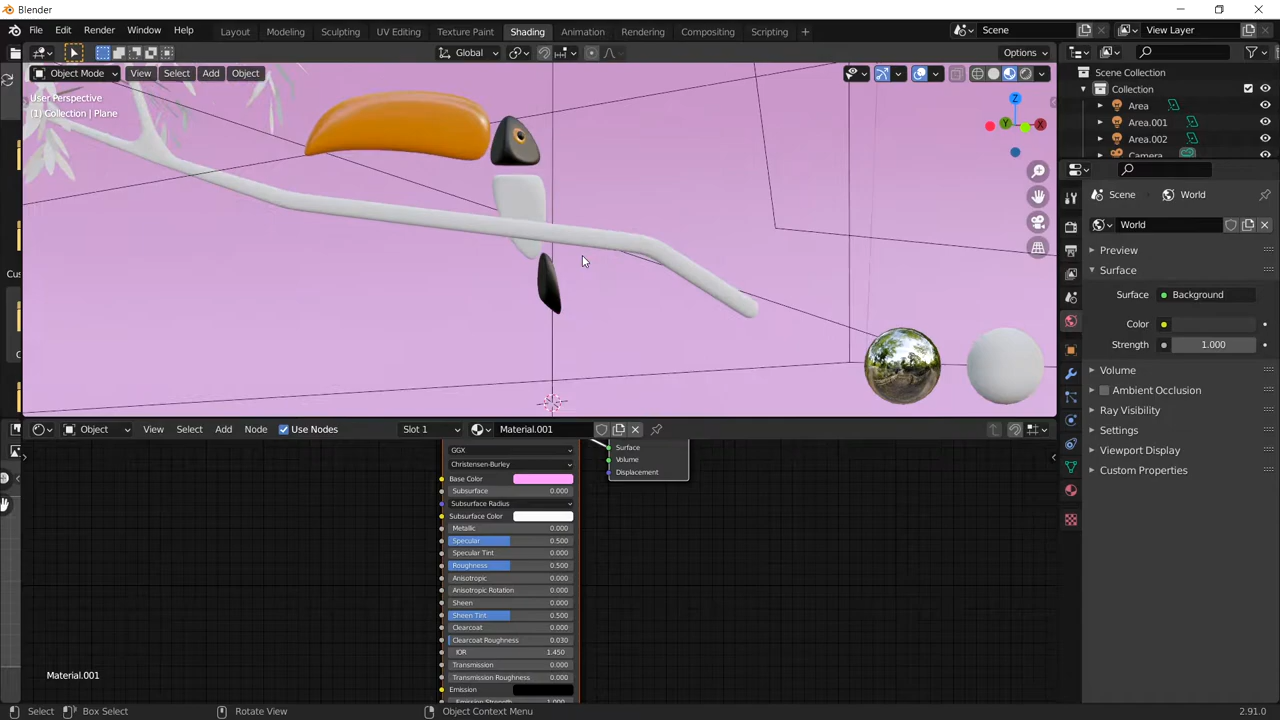 Blender
File Edit Render Window Help Layout Modeling Sculpting UV Editing Texture Paint Shading Animation Rendering Compositing Scripting + Scene View Layer
Global Options
Object Mode View Select Add Object
User Perspective
(1) Collection | Plane
Z
Y X
Scene Collection
Collection
Area
Area.001
Area.002
Camera
Scene World
World
Preview
Surface
Surface Background
Color
Strength 1.000
Volume
Ambient Occlusion
Ray Visibility
Settings
Viewport Display
Custom Properties
Cus
C
Object View Select Add Node Use Nodes Slot 1 Material.001
GGX
Christensen-Burley
Base Color
Subsurface 0.000
Subsurface Radius
Subsurface Color
Metallic 0.000
Specular 0.500
Specular Tint 0.000
Roughness 0.500
Anisotropic 0.000
Anisotropic Rotation 0.000
Sheen 0.000
Sheen Tint 0.500
Clearcoat 0.000
Clearcoat Roughness 0.030
IOR 1.450
Transmission 0.000
Transmission Roughness 0.000
Emission
Surface
Volume
Displacement
Material.001
Select Box Select Rotate View Object Context Menu 2.91.0